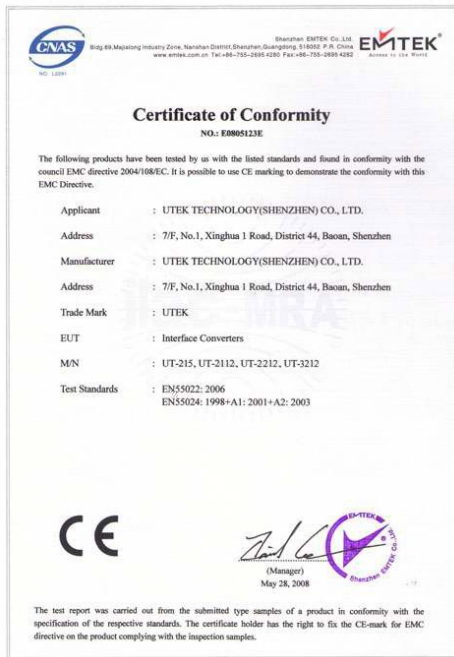 CNAS
NO. L2291
Shenzhen EMTEK Co.,Ltd.
Bldg.69,Majialong Industry Zone, Nanshan District,Shenzhen,Guangdong, 518052 P.R. China
www.emtek.com.cn Tel:+86-755-2695 4280 Fax:+86-755-2695 4282
EMTEK®
Access to the World
Certificate of Conformity
NO.: E0805123E
The following products have been tested by us with the listed standards and found in conformity with the
council EMC directive 2004/108/EC. It is possible to use CE marking to demonstrate the conformity with this
EMC Directive.
Applicant : UTEK TECHNOLOGY(SHENZHEN) CO., LTD.
Address : 7/F, No.1, Xinghua 1 Road, District 44, Baoan, Shenzhen
Manufacturer : UTEK TECHNOLOGY(SHENZHEN) CO., LTD.
Address : 7/F, No.1, Xinghua 1 Road, District 44, Baoan, Shenzhen
Trade Mark : UTEK
EUT : Interface Converters
M/N : UT-215, UT-2112, UT-2212, UT-3212
Test Standards : EN55022: 2006
EN55024: 1998+A1: 2001+A2: 2003
CE
EMTEK
Shenzhen EMTEK Co., Ltd.
(Manager)
May 28, 2008
The test report was carried out from the submitted type samples of a product in conformity with the
specification of the respective standards. The certificate holder has the right to fix the CE-mark for EMC
directive on the product complying with the inspection samples.